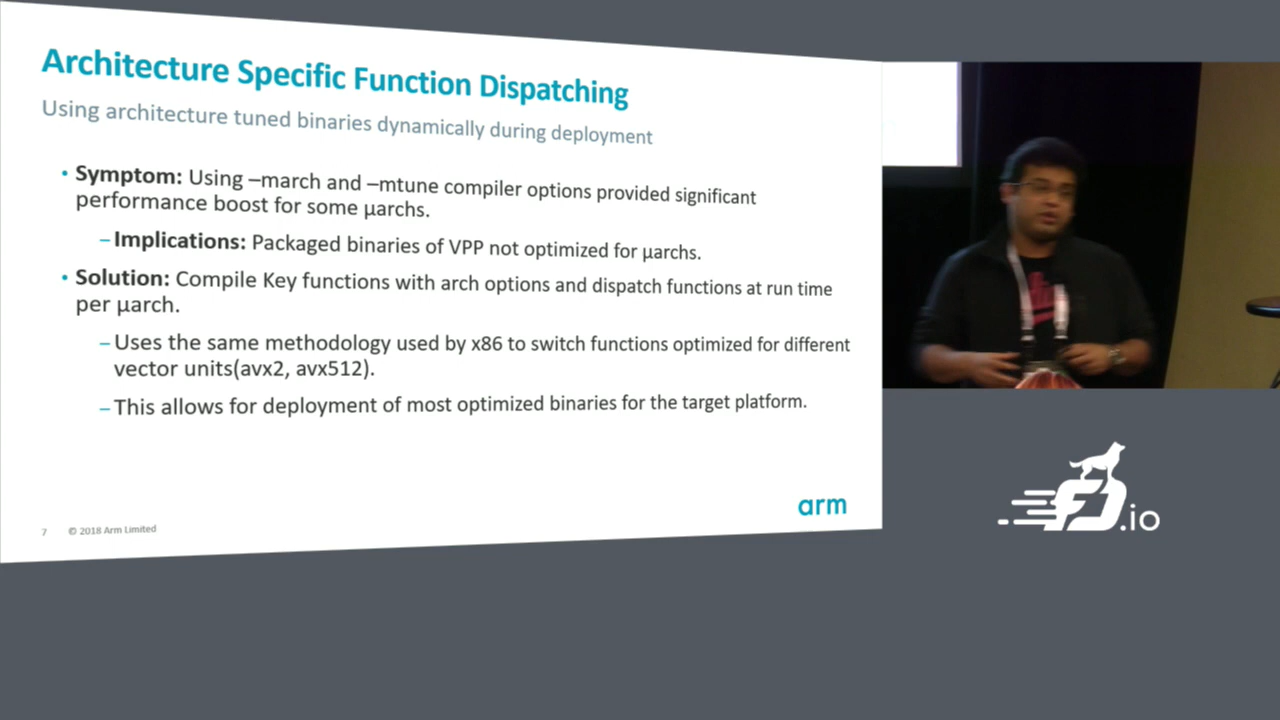 Architecture Specific Function Dispatching
Using architecture tuned binaries dynamically during deployment
• Symptom: Using –march and –mtune compiler options provided significant
performance boost for some µarchs.
– Implications: Packaged binaries of VPP not optimized for µarchs.
• Solution: Compile Key functions with arch options and dispatch functions at run time
per µarch.
– Uses the same methodology used by x86 to switch functions optimized for different
vector units(avx2, avx512).
– This allows for deployment of most optimized binaries for the target platform.
arm
7 © 2018 Arm Limited
FD.io